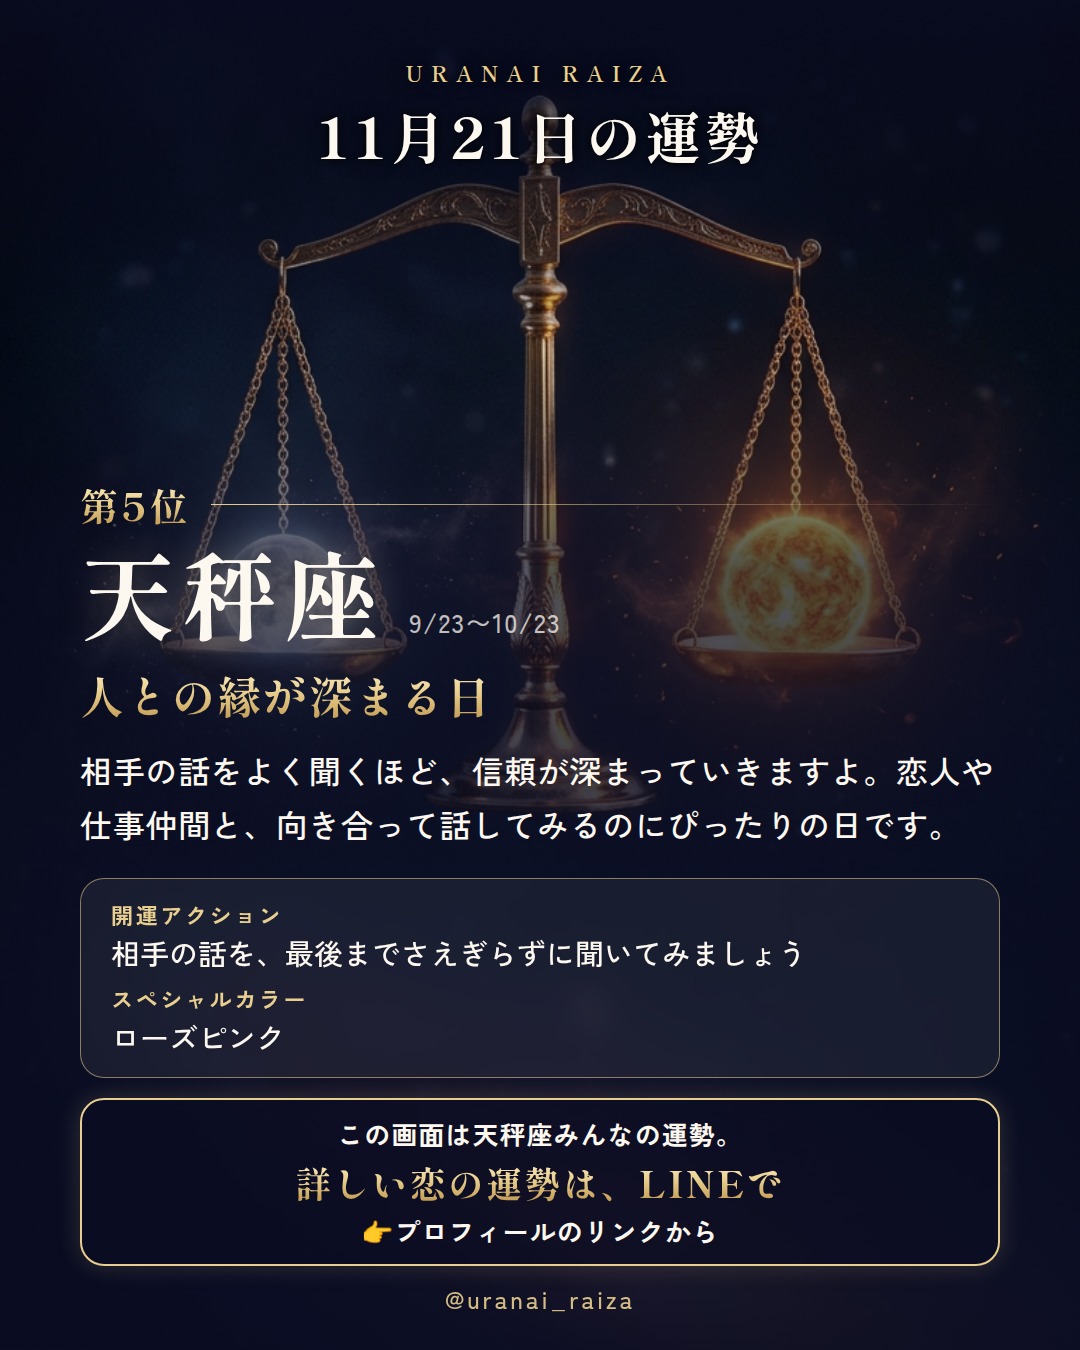 URANAI RAIZA
11月21日の運勢
第5位
天秤座 9/23〜10/23
人との縁が深まる日
相手の話をよく聞くほど、信頼が深まっていきますよ。恋人や
仕事仲間と、向き合って話してみるのにぴったりの日です。
開運アクション
相手の話を、最後までさえぎらずに聞いてみましょう
スペシャルカラー
ローズピンク
この画面は天秤座みんなの運勢。
詳しい恋の運勢は、LINEで
👉プロフィールのリンクから
@uranai_raiza